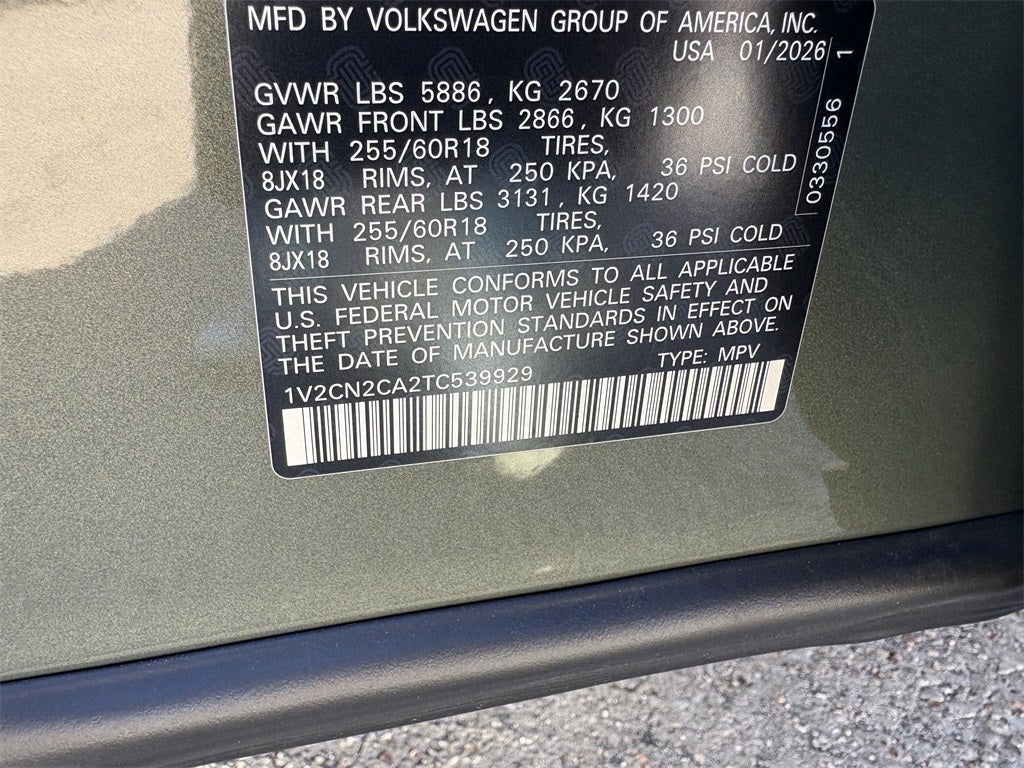 MFD BY VOLKSWAGEN GROUP OF AMERICA, INC.
USA 01/2026
GVWR LBS 5886, KG 2670
GAWR FRONT LBS 2866, KG 1300
WITH 255/60R18 TIRES,
8JX18 RIMS, AT 250 KPA, 36 PSI COLD
GAWR REAR LBS 3131, KG 1420
WITH 255/60R18 TIRES,
8JX18 RIMS, AT 250 KPA, 36 PSI COLD
THIS VEHICLE CONFORMS TO ALL APPLICABLE
U.S. FEDERAL MOTOR VEHICLE SAFETY AND
THEFT PREVENTION STANDARDS IN EFFECT ON
THE DATE OF MANUFACTURE SHOWN ABOVE.
1V2CN2CA2TC539929 TYPE: MPV
0330556 1